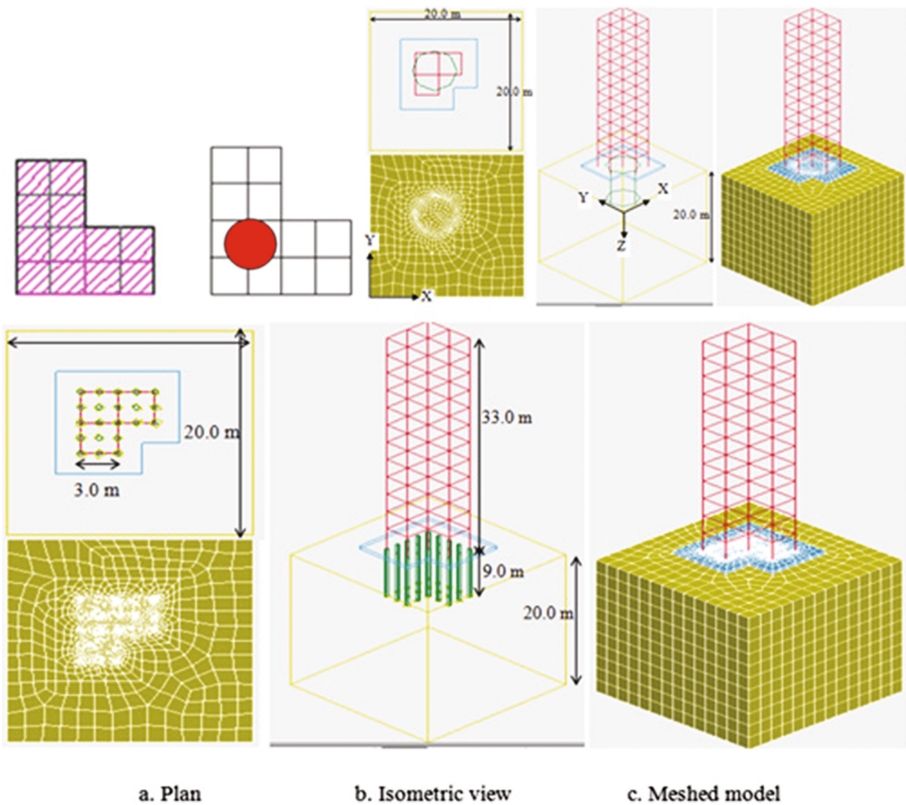 20.0 m
20.0 m
Y
X
Y
X
Z
20.0 m
20.0 m
3.0 m
33.0 m
9.0 m
20.0 m
a. Plan
b. Isometric view
c. Meshed model